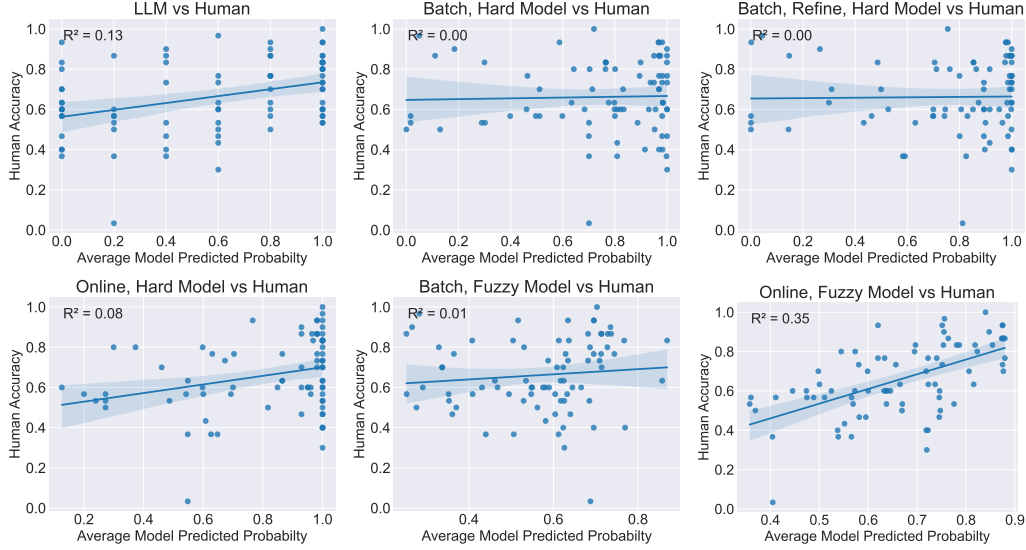 LLM vs Human
R² = 0.13
1.0
0.8
0.6
0.4
0.2
0.0
Human Accuracy
0.0 0.2 0.4 0.6 0.8 1.0
Average Model Predicted Probabilty
Batch, Hard Model vs Human
R² = 0.00
1.0
0.8
0.6
0.4
0.2
0.0
Human Accuracy
0.0 0.2 0.4 0.6 0.8 1.0
Average Model Predicted Probabilty
Batch, Refine, Hard Model vs Human
R² = 0.00
1.0
0.8
0.6
0.4
0.2
0.0
Human Accuracy
0.0 0.2 0.4 0.6 0.8 1.0
Average Model Predicted Probabilty
Online, Hard Model vs Human
R² = 0.08
1.0
0.8
0.6
0.4
0.2
0.0
Human Accuracy
0.2 0.4 0.6 0.8 1.0
Average Model Predicted Probabilty
Batch, Fuzzy Model vs Human
R² = 0.01
1.0
0.8
0.6
0.4
0.2
0.0
Human Accuracy
0.4 0.6 0.8
Average Model Predicted Probabilty
Online, Fuzzy Model vs Human
R² = 0.35
1.0
0.8
0.6
0.4
0.2
0.0
Human Accuracy
0.4 0.5 0.6 0.7 0.8 0.9
Average Model Predicted Probabilty